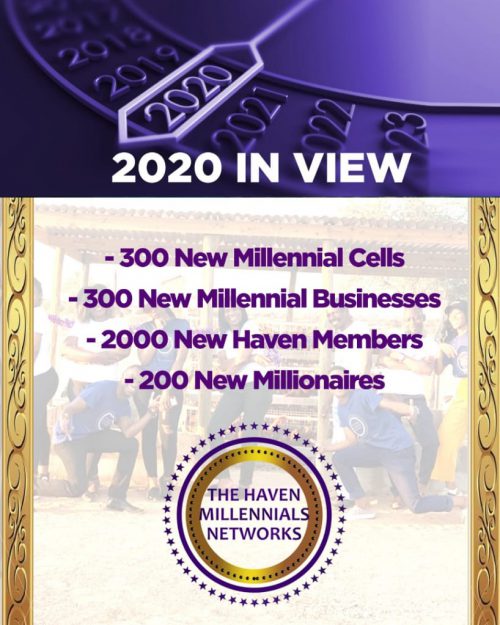 2017
2018
2019
2020
2021
2022
23
2020 IN VIEW
- 300 New Millennial Cells
- 300 New Millennial Businesses
- 2000 New Haven Members
- 200 New Millionaires
THE HAVEN
MILLENNIALS
NETWORKS